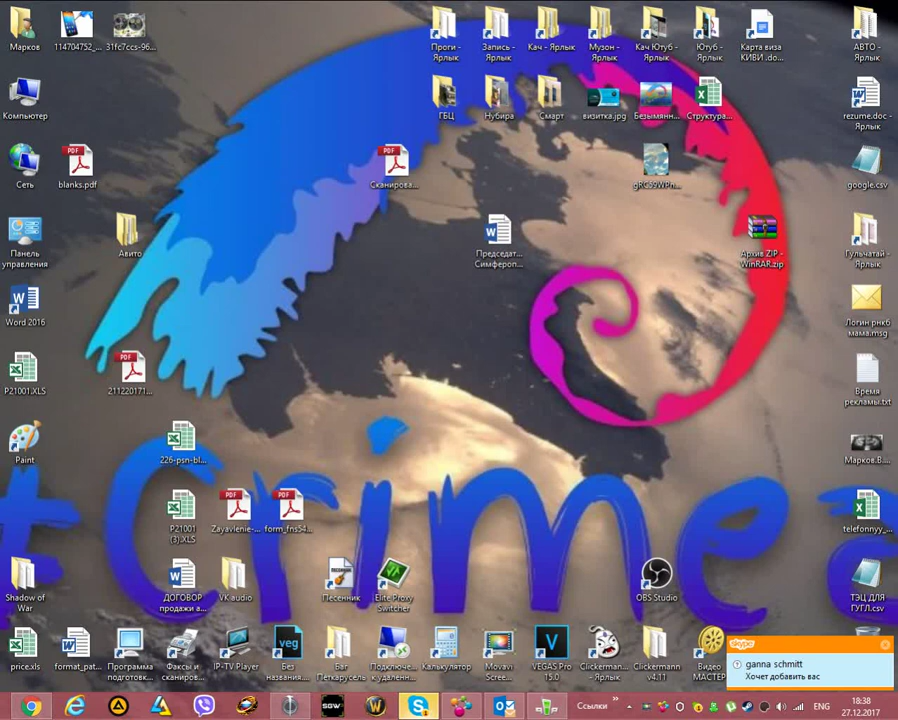 Марков
114704752_...
31fc7ccs-96...
Проги - Ярлык
Запись - Ярлык
Кач - Ярлык
Музон - Ярлык
Кач Ютуб - Ярлык
Ютуб - Ярлык
Карта виза КИВИ .do...
АВТО - Ярлык
Компьютер
ГБЦ
Нубира
Смарт
визитка.jpg
Безымянн...
Структура...
rezume.doc - Ярлык
Сеть
blanks.pdf
Сканирова...
gRC59WPn...
google.csv
Панель управления
Авито
Председат... Симфероп...
Архив ZIP - WinRAR.zip
Гульчатай - Ярлык
Word 2016
Логин рнкб мама.msg
P21001.XLS
211220171...
Время рекламы.txt
Paint
226-psn-bl...
Марков.В....
P21001 (3).XLS
Zayavlenie-...
form_fns54...
telefonnyy_...
t Crimea
Shadow of War
ДОГОВОР продажи а...
VK audio
Песенник
Elite Proxy Switcher
OBS Studio
ТЭЦ ДЛЯ ГУГЛ.csv
price.xls
format_pat...
Программа подготовк...
Факсы и сканиров...
IP-TV Player
Без названия....
Баг Петкарусель
Подключе... к удаленн...
Калькулятор
Movavi Scree...
VEGAS Pro 15.0
Clickerman... - Ярлык
Clickermann v4.11
Видео МАСТЕР
skype
ganna schmitt
Хочет добавить вас
SGW
Ссылки
18:38
27.12.2017